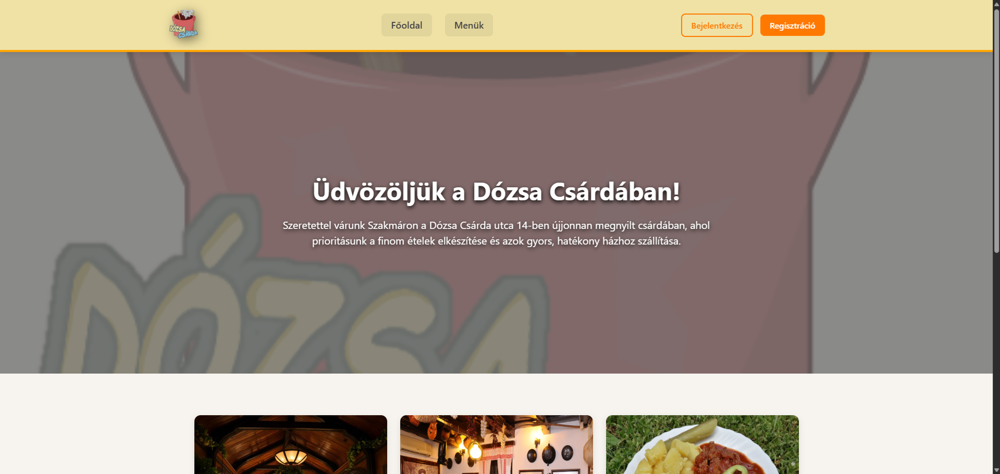 DÓZSA
CSÁRDA
Főoldal
Menük
Bejelentkezés
Regisztráció
Üdvözöljük a Dózsa Csárdában!
Szeretettel várunk Szakmáron a Dózsa Csárda utca 14-ben újjonnan megnyilt csárdában, ahol
prioritásunk a finom ételek elkészítése és azok gyors, hatékony házhoz szállítása.
DÓZSA